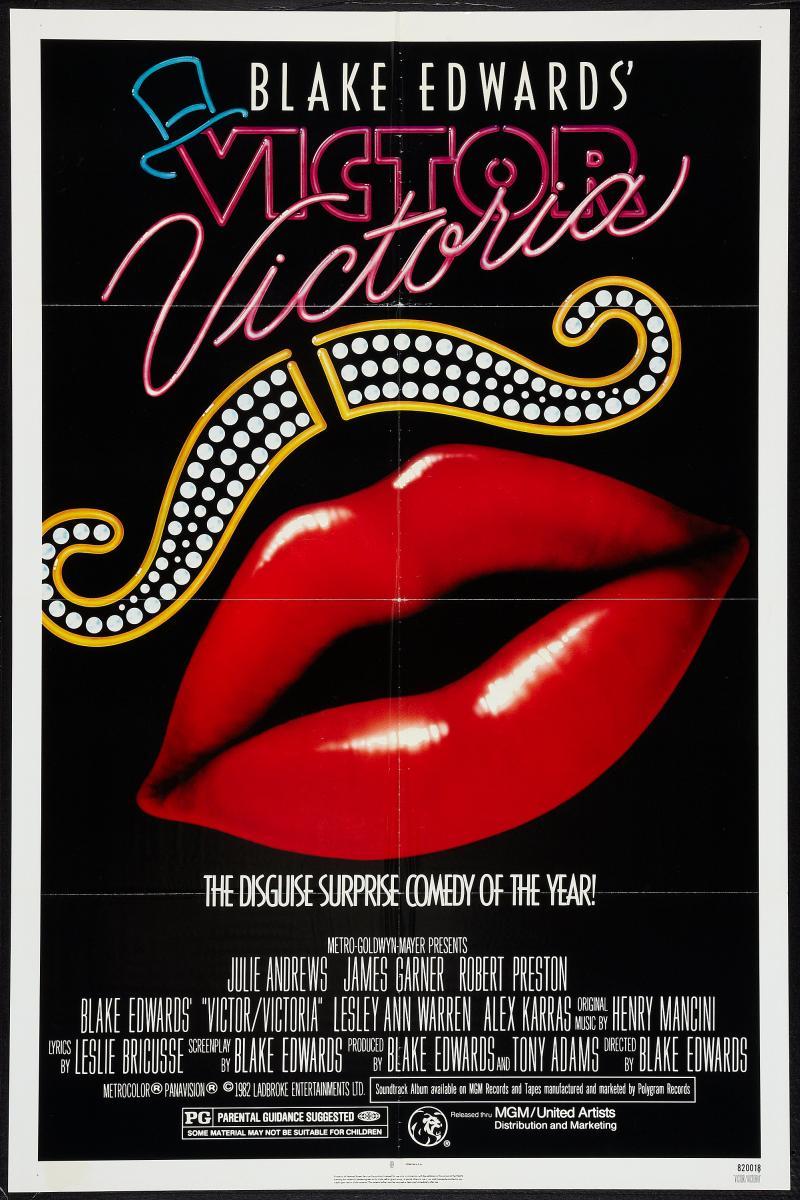 BLAKE EDWARDS'
VICTOR
Victoria
THE DISGUISE SURPRISE COMEDY OF THE YEAR!
METRO-GOLDWYN-MAYER PRESENTS
JULIE ANDREWS JAMES GARNER ROBERT PRESTON
BLAKE EDWARDS' "VICTOR/VICTORIA" LESLEY ANN WARREN ALEX KARRAS ORIGINAL MUSIC BY HENRY MANCINI
LYRICS BY LESLIE BRICUSSE SCREENPLAY BY BLAKE EDWARDS PRODUCED BY BLAKE EDWARDS AND TONY ADAMS DIRECTED BY BLAKE EDWARDS
METROCOLOR® PANAVISION® ©1982 LADBROKE ENTERTAINMENTS LTD. Soundtrack Album available on MGM Records and Tapes manufactured and marketed by Polygram Records
PG PARENTAL GUIDANCE SUGGESTED
SOME MATERIAL MAY NOT BE SUITABLE FOR CHILDREN
Released thru MGM/United Artists
Distribution and Marketing
®
820018
"VICTOR/VICTORIA"